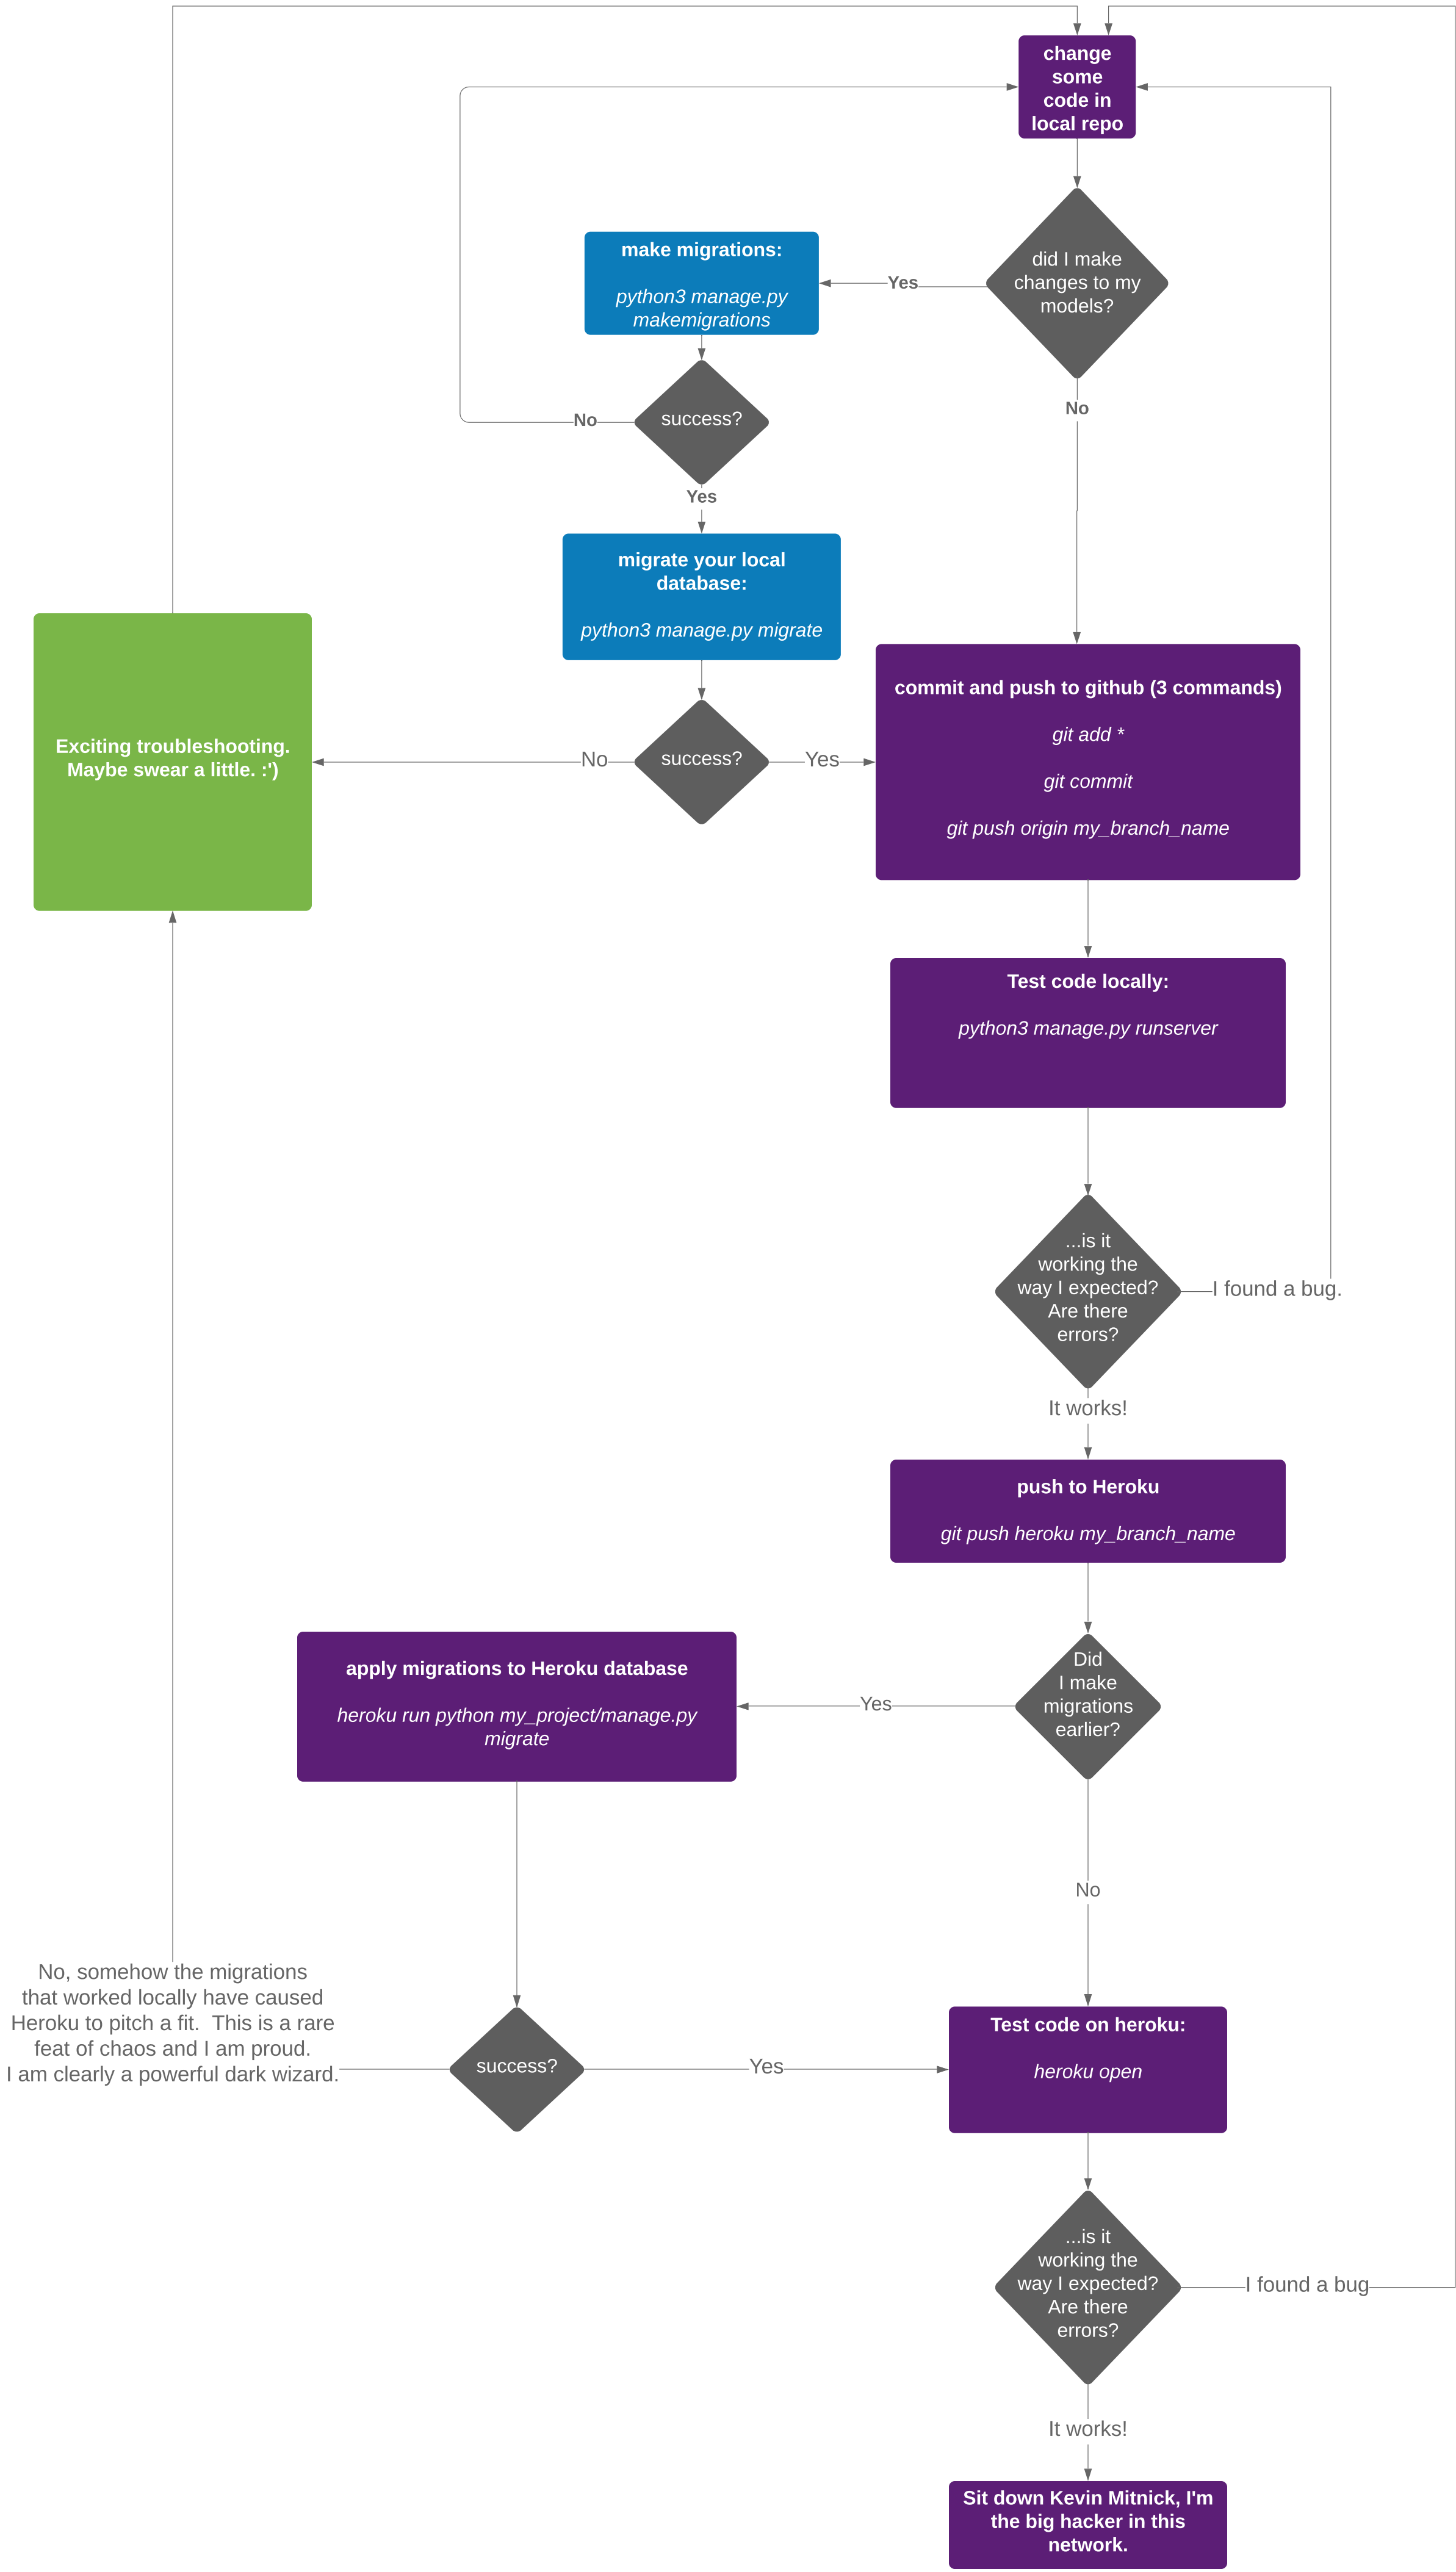 change
some
code in
local repo
did I make
changes to my
models?
Yes
make migrations:
python3 manage.py
makemigrations
success?
No
No
Yes
migrate your local
database:
python3 manage.py migrate
success?
No
Yes
Exciting troubleshooting.
Maybe swear a little. :')
commit and push to github (3 commands)
git add *
git commit
git push origin my_branch_name
Test code locally:
python3 manage.py runserver
...is it
working the
way I expected?
Are there
errors?
I found a bug.
It works!
push to Heroku
git push heroku my_branch_name
Did
I make
migrations
earlier?
Yes
apply migrations to Heroku database
heroku run python my_project/manage.py
migrate
No
No, somehow the migrations
that worked locally have caused
Heroku to pitch a fit.  This is a rare
feat of chaos and I am proud.
I am clearly a powerful dark wizard.
success?
Yes
Test code on heroku:
heroku open
...is it
working the
way I expected?
Are there
errors?
I found a bug
It works!
Sit down Kevin Mitnick, I'm
the big hacker in this
network.